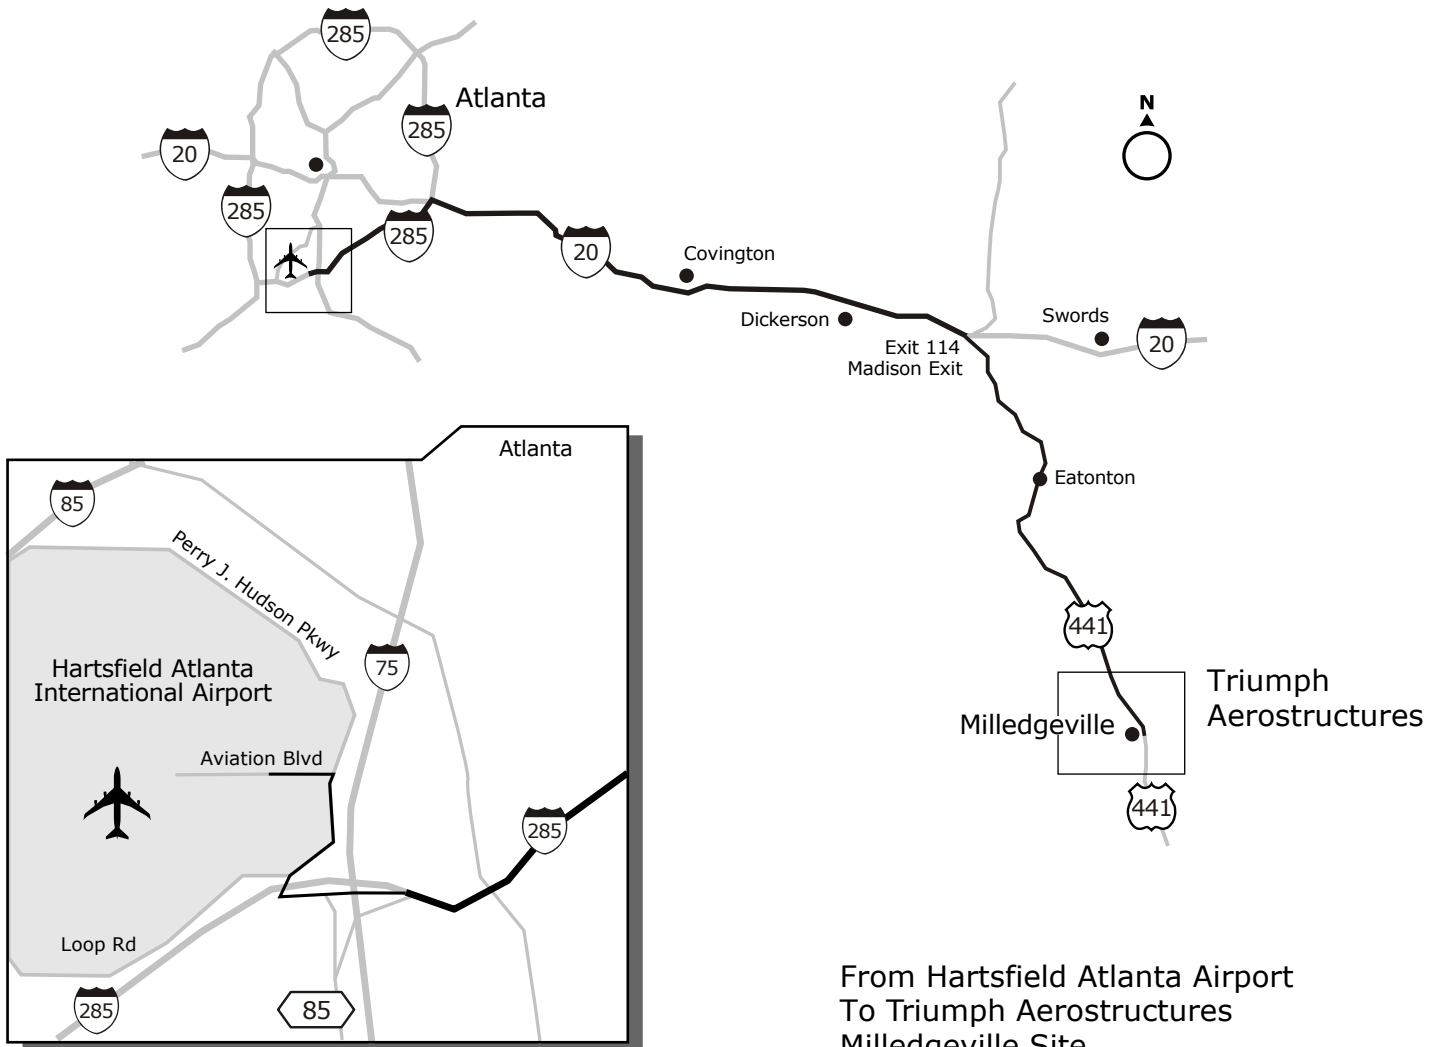 285
Atlanta
285
20
285
285
N
20
Covington
Dickerson
Exit 114
Madison Exit
Swords
20
Eatonton
441
Triumph
Aerostructures
Milledgeville
441
Atlanta
85
Perry J. Hudson Pkwy
75
Hartsfield Atlanta
International Airport
Aviation Blvd
285
Loop Rd
285
85
From Hartsfield Atlanta Airport
To Triumph Aerostructures
Milledgeville Site